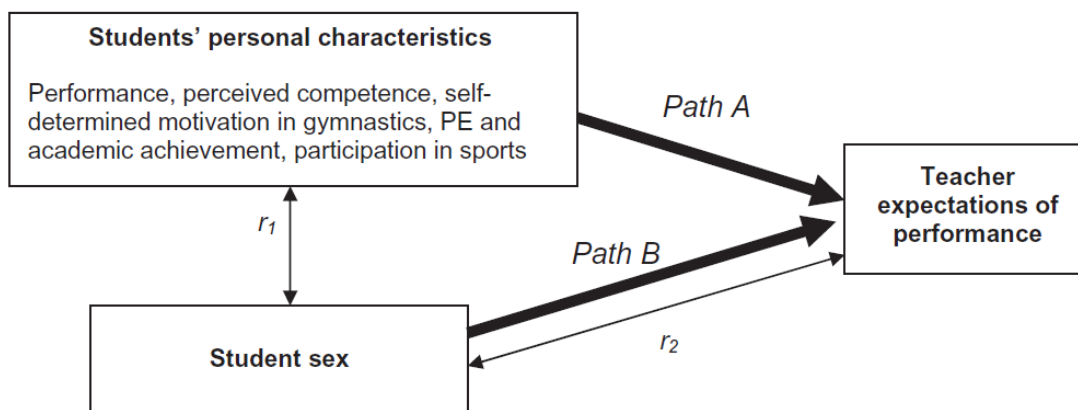 Students’ personal characteristics
Performance, perceived competence, self-
determined motivation in gymnastics, PE and
academic achievement, participation in sports
Path A
Teacher
expectations of
performance
r1
Path B
r2
Student sex